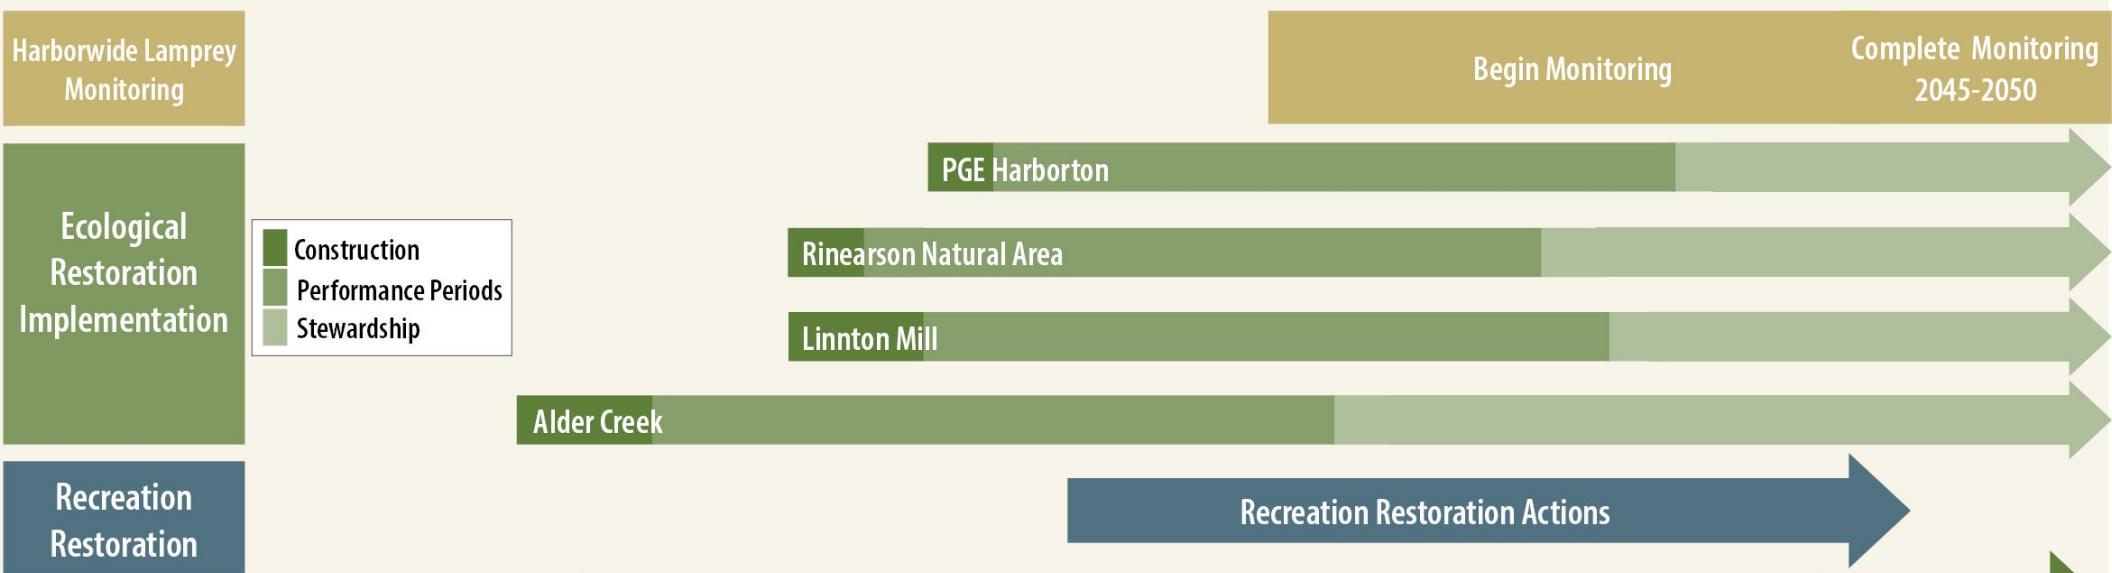 Harborwide Lamprey
Monitoring
Begin Monitoring
Complete Monitoring
2045-2050
Ecological
Restoration
Implementation
Construction
Performance Periods
Stewardship
PGE Harborton
Rinearson Natural Area
Linnton Mill
Alder Creek
Recreation
Restoration
Recreation Restoration Actions